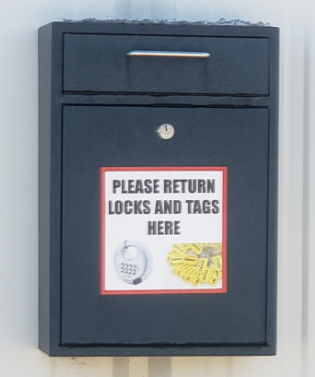 PLEASE RETURN
LOCKS AND TAGS
HERE